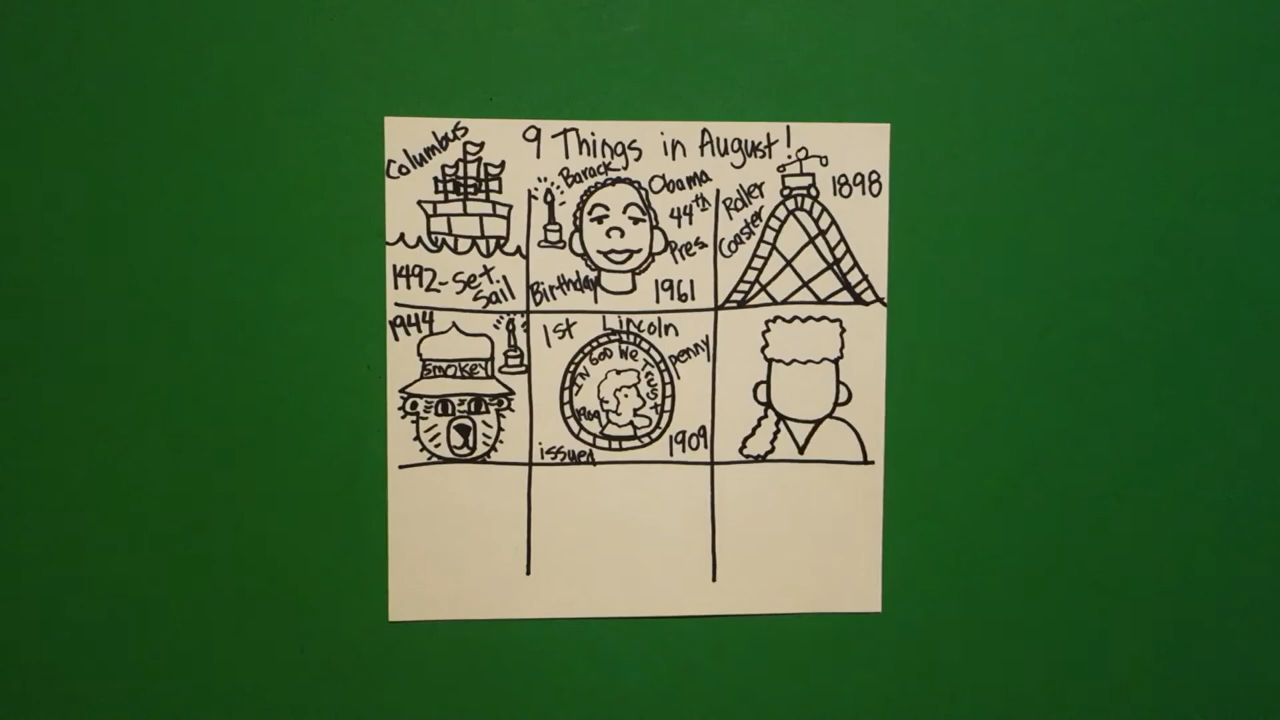 9 Things in August!
Columbus
1492-Set
Sail
Barack
Obama
44th
Pres.
Birthday
1961
Roller
Coaster
1898
1944
Smokey
1st Lincoln
penny
IN GOD WE TRUST
1909
issued
1909